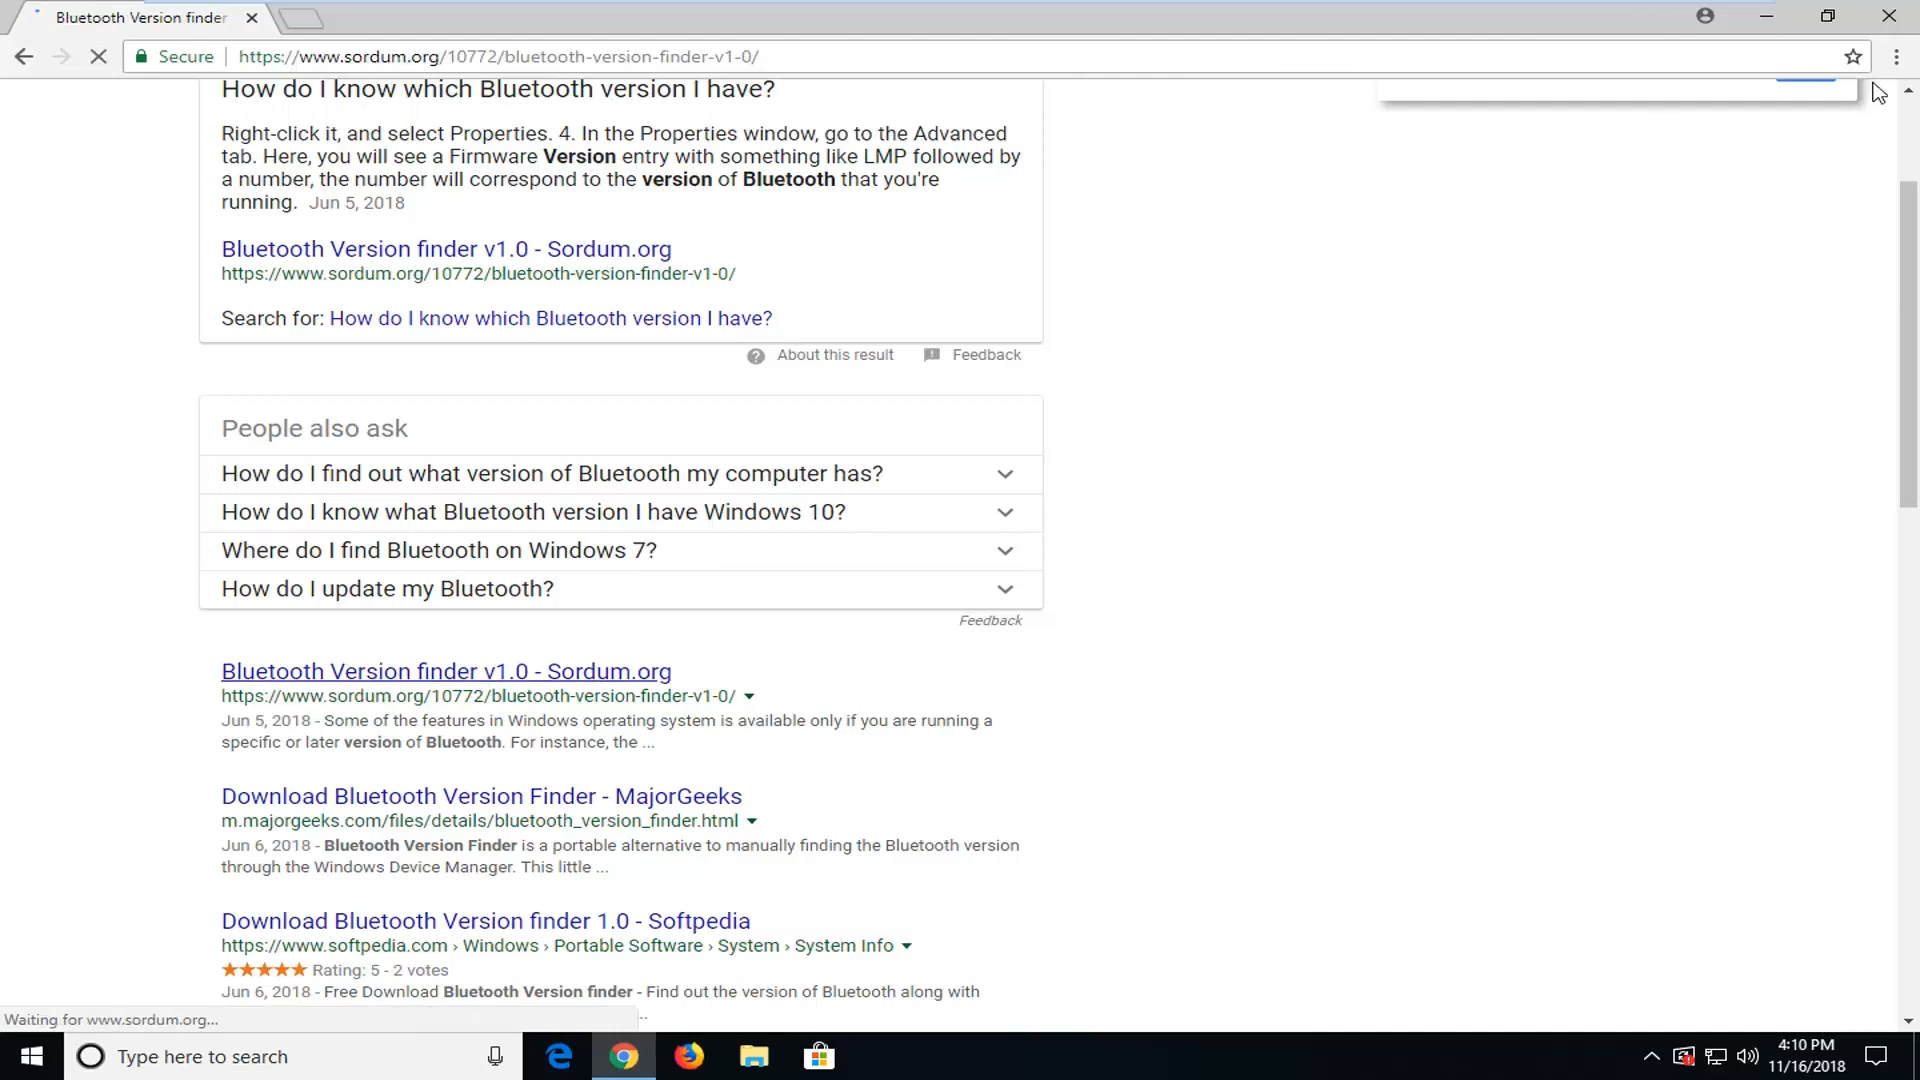 Bluetooth Version finder
Secure
https://www.sordum.org/10772/bluetooth-version-finder-v1-0/
How do I know which Bluetooth version I have?
Right-click it, and select Properties. 4. In the Properties window, go to the Advanced
tab. Here, you will see a Firmware Version entry with something like LMP followed by
a number, the number will correspond to the version of Bluetooth that you're
running. Jun 5, 2018
Bluetooth Version finder v1.0 - Sordum.org
https://www.sordum.org/10772/bluetooth-version-finder-v1-0/
Search for: How do I know which Bluetooth version I have?
About this result
Feedback
People also ask
How do I find out what version of Bluetooth my computer has?
How do I know what Bluetooth version I have Windows 10?
Where do I find Bluetooth on Windows 7?
How do I update my Bluetooth?
Feedback
Bluetooth Version finder v1.0 - Sordum.org
https://www.sordum.org/10772/bluetooth-version-finder-v1-0/
Jun 5, 2018 - Some of the features in Windows operating system is available only if you are running a
specific or later version of Bluetooth. For instance, the ...
Download Bluetooth Version Finder - MajorGeeks
m.majorgeeks.com/files/details/bluetooth_version_finder.html
Jun 6, 2018 - Bluetooth Version Finder is a portable alternative to manually finding the Bluetooth version
through the Windows Device Manager. This little ...
Download Bluetooth Version finder 1.0 - Softpedia
https://www.softpedia.com › Windows › Portable Software › System › System Info
Rating: 5 - 2 votes
Jun 6, 2018 - Free Download Bluetooth Version finder - Find out the version of Bluetooth along with
...
Waiting for www.sordum.org...
Type here to search
4:10 PM
11/16/2018